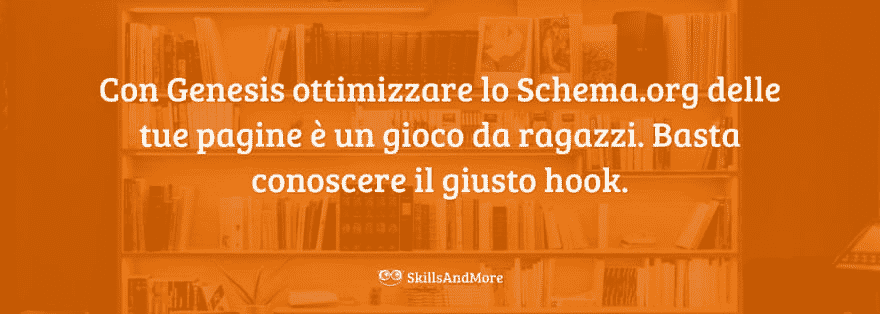 Con Genesis ottimizzare lo Schema.org delle
tue pagine è un gioco da ragazzi. Basta
conoscere il giusto hook.
SkillsAndMore